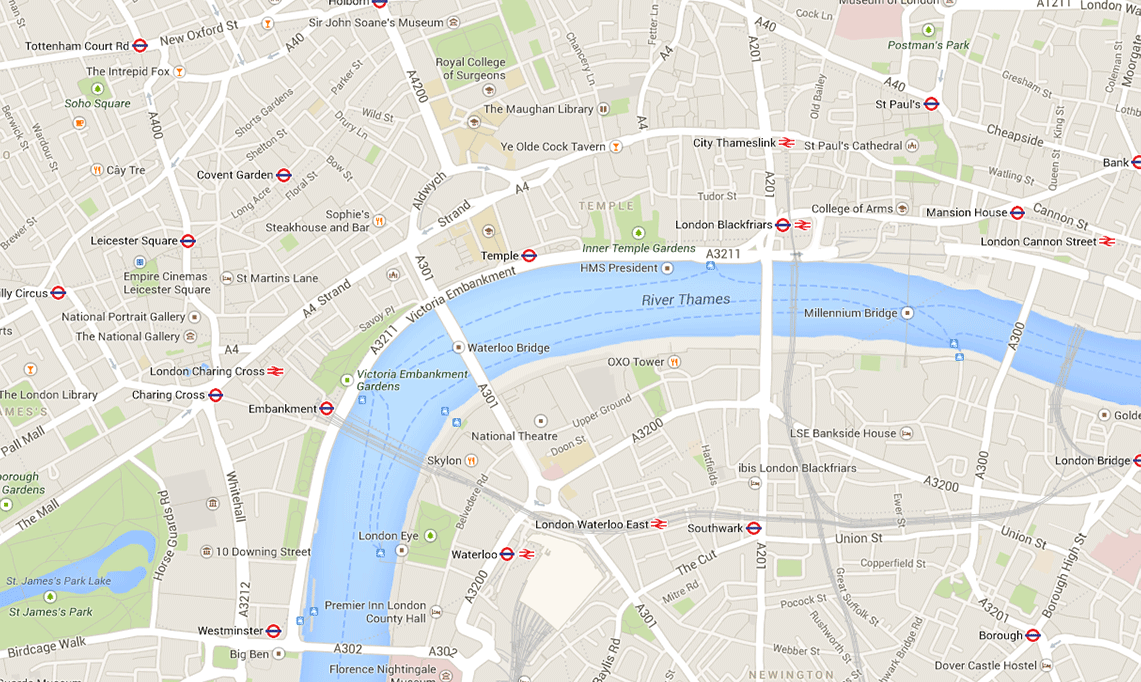 Holborn
Sir John Soane's Museum
Museum of London
A1211
London Wa
Cock Ln
Fetter Ln
A40
Postman's Park
Tottenham Court Rd
New Oxford St
A40
Chancery Ln
A4
A201
Coleman St
Moorgate
The Intrepid Fox
Royal College
of Surgeons
A40
Gresham St
Soho Square
Parker St
A4200
Old Bailey
St Paul's
Berwick St
Wardour St
A400
Shorts Gardens
Wild St
The Maughan Library
A4
Loth
King St
Shelton St
Drury Ln
Ye Olde Cock Tavern
City Thameslink
St Paul's Cathedral
Cheapside
Bank
Cây Tre
Covent Garden
Bow St
Floral St
Long Acre
Aldwych
A4
A201
Watling St
Queen St
Strand
TEMPLE
Tudor St
College of Arms
Mansion House
Cannon St
Brewer St
Leicester Square
Sophie's
Steakhouse and Bar
London Blackfriars
London Cannon Street
Temple
Inner Temple Gardens
A3211
Empire Cinemas
Leicester Square
St Martins Lane
A301
HMS President
illy Circus
A4 Strand
Victoria Embankment
River Thames
National Portrait Gallery
Savoy Pl
Millennium Bridge
rts
The National Gallery
A3211
A300
A4
Waterloo Bridge
London Charing Cross
Victoria Embankment
Gardens
OXO Tower
The London Library
Charing Cross
A301
AMES'S
Embankment
Upper Ground
Golde
Pall Mall
National Theatre
Doon St
A3200
LSE Bankside House
Skylon
Hatfields
ibis London Blackfriars
A300
London Bridge
orough
Gardens
Whitehall
Belvedere Rd
A3200
The Mall
Horse Guards Rd
Ewer St
London Waterloo East
Southwark
Union St
Union St
London Eye
10 Downing Street
Waterloo
The Cut
A201
Copperfield St
Borough High St
St. James's Park Lake
A3212
A3200
Mitre Rd
Great Suffolk St
St James's Park
Premier Inn London
County Hall
A301
Pocock St
A3201
Rushworth St
Westminster
Borough
Birdcage Walk
Big Ben
A302
A302
Baylis Rd
Webber St
wark Bridge Rd
Dover Castle Hostel
Florence Nightingale
Museum
NEWINGTON
Guards Museum